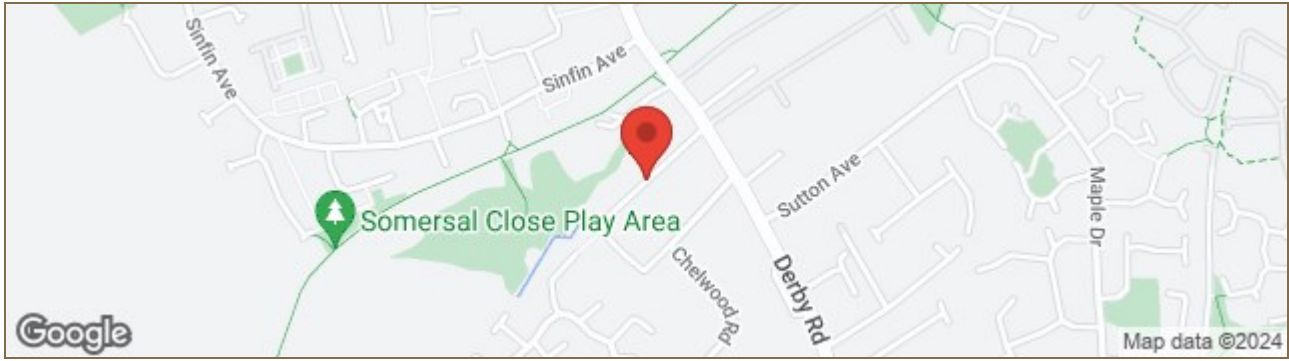 Sinfin Ave
Sinfin Ave
Sutton Ave
Maple Dr
Somersal Close Play Area
Chelwood Rd
Derby Rd
Google
Map data ©2024